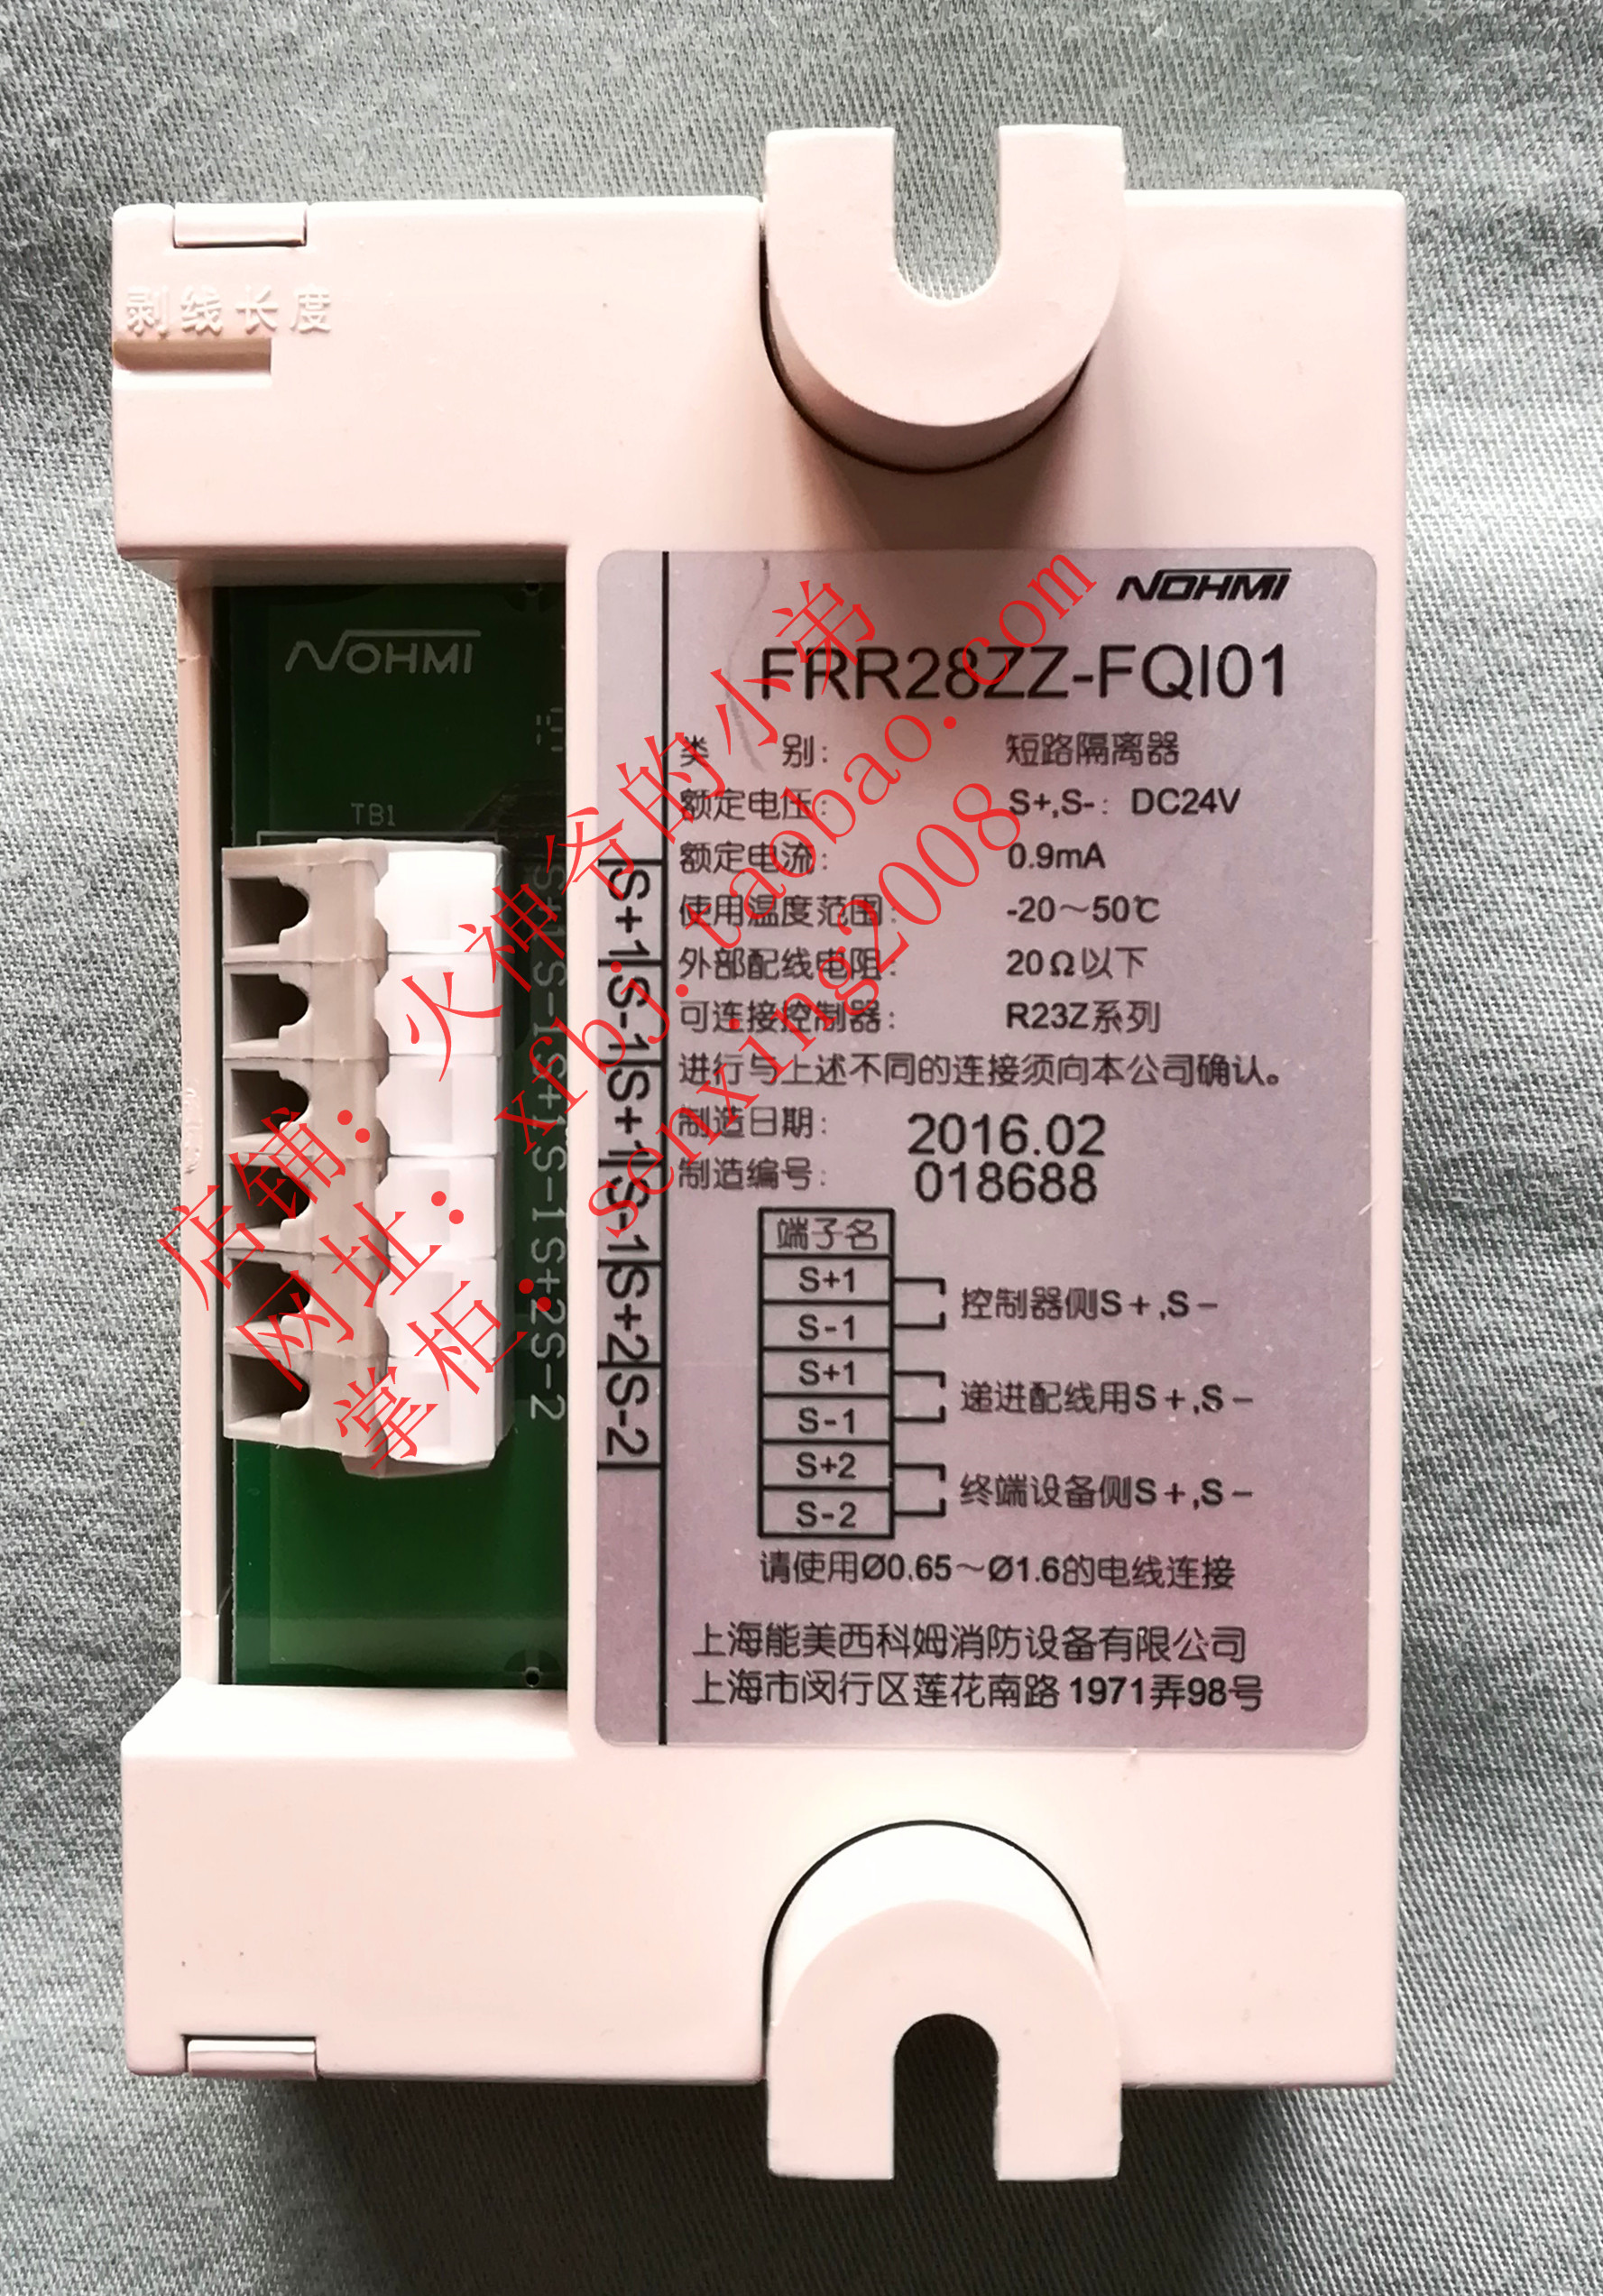 剥线长度
NOHMI
TB1
S+1 S-1 S+1 S-1 S+2 S-2
S+1 S-1 S+1 S-1 S+2 S-2
NOHMI
FRR28ZZ-FQI01
类 别: 短路隔离器
额定电压: S+,S-: DC24V
额定电流: 0.9mA
使用温度范围: -20～50℃
外部配线电阻: 20Ω以下
可连接控制器: R23Z系列
进行与上述不同的连接须向本公司确认。
制造日期: 2016.02
制造编号: 018688
端子名
S+1
S-1
控制器侧S+,S-
S+1
S-1
递进配线用S+,S-
S+2
S-2
终端设备侧S+,S-
请使用Ø0.65～Ø1.6的电线连接
上海能美西科姆消防设备有限公司
上海市闵行区莲花南路1971弄98号
店铺: 火神爷的小弟
网址: xfbj.taobao.com
掌柜: senxing2008